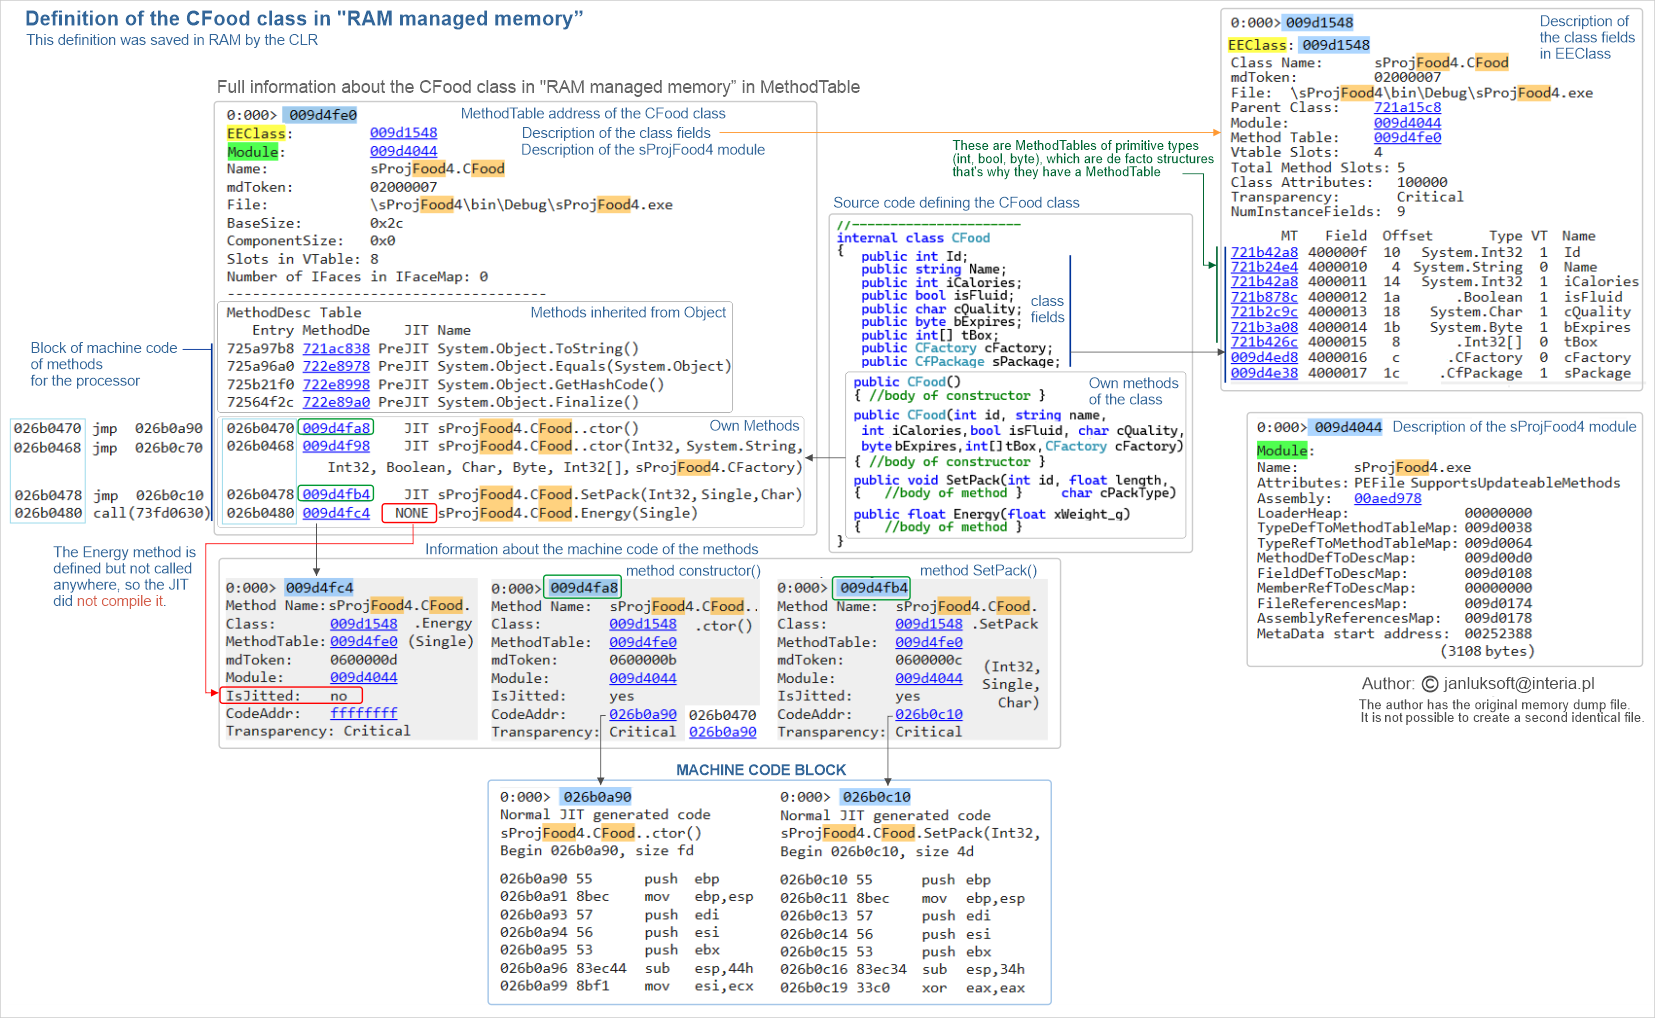 Definition of the CFood class in "RAM managed memory”
This definition was saved in RAM by the CLR
Full information about the CFood class in "RAM managed memory” in MethodTable
0:000> 009d4fe0 MethodTable address of the CFood class
EEClass: 009d1548 Description of the class fields
Module: 009d4044 Description of the sProjFood4 module
Name: sProjFood4.CFood
mdToken: 02000007
File: \sProjFood4\bin\Debug\sProjFood4.exe
BaseSize: 0x2c
ComponentSize: 0x0
Slots in VTable: 8
Number of IFaces in IFaceMap: 0
--------------------------------------
MethodDesc Table Methods inherited from Object
Entry MethodDe JIT Name
725a97b8 721ac838 PreJIT System.Object.ToString()
725a96a0 722e8978 PreJIT System.Object.Equals(System.Object)
725b21f0 722e8998 PreJIT System.Object.GetHashCode()
72564f2c 722e89a0 PreJIT System.Object.Finalize()
Own Methods
026b0470 009d4fa8 JIT sProjFood4.CFood..ctor()
026b0468 009d4f98 JIT sProjFood4.CFood..ctor(Int32, System.String,
Int32, Boolean, Char, Byte, Int32[], sProjFood4.CFactory)
026b0478 009d4fb4 JIT sProjFood4.CFood.SetPack(Int32,Single,Char)
026b0480 009d4fc4 NONE sProjFood4.CFood.Energy(Single)
Block of machine code
of methods
for the processor
026b0470 jmp 026b0a90
026b0468 jmp 026b0c70
026b0478 jmp 026b0c10
026b0480 call(73fd0630)
The Energy method is
defined but not called
anywhere, so the JIT
did not compile it.
These are MethodTables of primitive types
(int, bool, byte), which are de facto structures
that's why they have a MethodTable
Source code defining the CFood class
//----------------------
internal class CFood
{
public int Id;
public string Name;
public int iCalories;
public bool isFluid;
public char cQuality;
public byte bExpires;
public int[] tBox;
public CFactory cFactory;
public CfPackage sPackage;
class
fields
public CFood()
{ //body of constructor }
Own methods
of the class
public CFood(int id, string name,
int iCalories,bool isFluid, char cQuality,
byte bExpires,int[]tBox,CFactory cFactory)
{ //body of constructor }
public void SetPack(int id, float length,
{ //body of method } char cPackType)
public float Energy(float xWeight_g)
{ //body of method }
}
0:000> 009d1548
Description of
the class fields
in EEClass
EEClass: 009d1548
Class Name: sProjFood4.CFood
mdToken: 02000007
File: \sProjFood4\bin\Debug\sProjFood4.exe
Parent Class: 721a15c8
Module: 009d4044
Method Table: 009d4fe0
Vtable Slots: 4
Total Method Slots: 5
Class Attributes: 100000
Transparency: Critical
NumInstanceFields: 9
MT Field Offset Type VT Name
721b42a8 400000f 10 System.Int32 1 Id
721b24e4 4000010 4 System.String 0 Name
721b42a8 4000011 14 System.Int32 1 iCalories
721b878c 4000012 1a .Boolean 1 isFluid
721b2c9c 4000013 18 System.Char 1 cQuality
721b3a08 4000014 1b System.Byte 1 bExpires
721b426c 4000015 8 .Int32[] 0 tBox
009d4ed8 4000016 c .CFactory 0 cFactory
009d4e38 4000017 1c .CfPackage 1 sPackage
0:000> 009d4044 Description of the sProjFood4 module
Module:
Name: sProjFood4.exe
Attributes: PEFile SupportsUpdateableMethods
Assembly: 00aed978
LoaderHeap: 00000000
TypeDefToMethodTableMap: 009d0038
TypeRefToMethodTableMap: 009d0064
MethodDefToDescMap: 009d00d0
FieldDefToDescMap: 009d0108
MemberRefToDescMap: 00000000
FileReferencesMap: 009d0174
AssemblyReferencesMap: 009d0178
MetaData start address: 00252388
(3108 bytes)
Author: © janluksoft@interia.pl
The author has the original memory dump file.
It is not possible to create a second identical file.
Information about the machine code of the methods
0:000> 009d4fc4
Method Name: sProjFood4.CFood.
Class: 009d1548 .Energy
MethodTable: 009d4fe0 (Single)
mdToken: 0600000d
Module: 009d4044
IsJitted: no
CodeAddr: ffffffff
Transparency: Critical
method constructor()
0:000> 009d4fa8
Method Name: sProjFood4.CFood..
Class: 009d1548 .ctor()
MethodTable: 009d4fe0
mdToken: 0600000b
Module: 009d4044
IsJitted: yes
CodeAddr: 026b0a90 026b0470
Transparency: Critical 026b0a90
method SetPack()
0:000> 009d4fb4
Method Name: sProjFood4.CFood.
Class: 009d1548 .SetPack
MethodTable: 009d4fe0
mdToken: 0600000c (Int32,
Module: 009d4044 Single,
IsJitted: yes Char)
CodeAddr: 026b0c10
Transparency: Critical
MACHINE CODE BLOCK
0:000> 026b0a90
Normal JIT generated code
sProjFood4.CFood..ctor()
Begin 026b0a90, size fd
026b0a90 55 push ebp
026b0a91 8bec mov ebp,esp
026b0a93 57 push edi
026b0a94 56 push esi
026b0a95 53 push ebx
026b0a96 83ec44 sub esp,44h
026b0a99 8bf1 mov esi,ecx
0:000> 026b0c10
Normal JIT generated code
sProjFood4.CFood.SetPack(Int32,
Begin 026b0c10, size 4d
026b0c10 55 push ebp
026b0c11 8bec mov ebp,esp
026b0c13 57 push edi
026b0c14 56 push esi
026b0c15 53 push ebx
026b0c16 83ec34 sub esp,34h
026b0c19 33c0 xor eax,eax